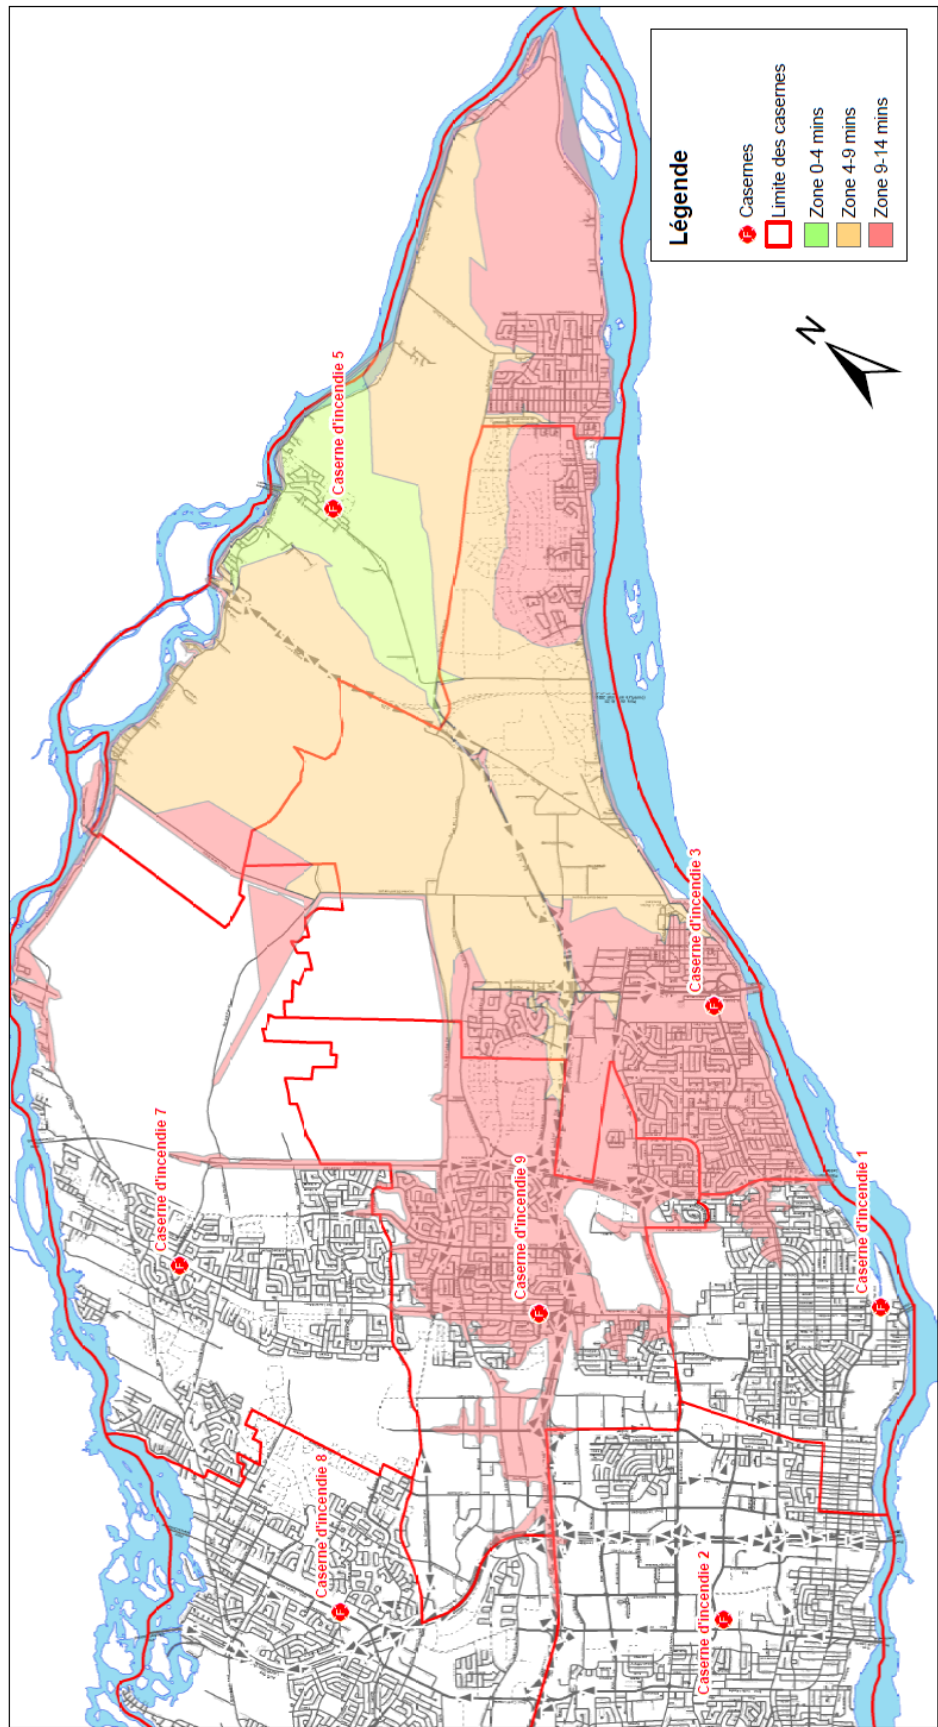 Légende
Casernes
Limite des casernes
Zone 0-4 mins
Zone 4-9 mins
Zone 9-14 mins
N
Caserne d'incendie 5
Caserne d'incendie 3
Caserne d'incendie 7
Caserne d'incendie 9
Caserne d'incendie 1
Caserne d'incendie 8
Caserne d'incendie 2